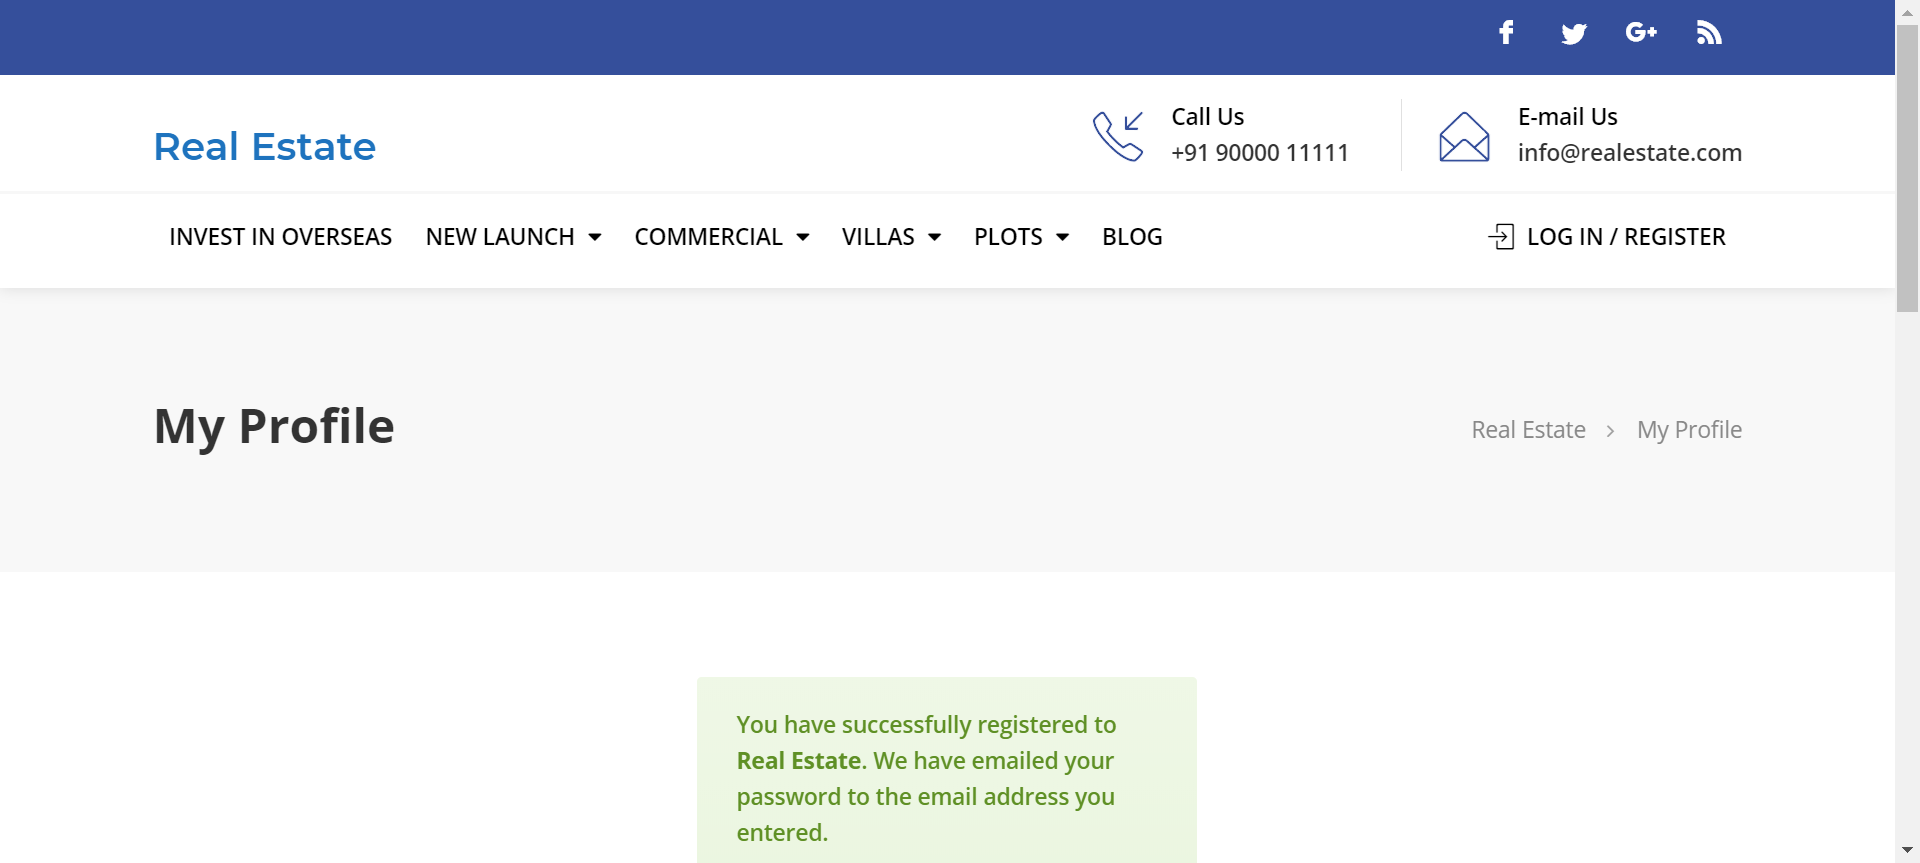 Call Us
+91 90000 11111
E-mail Us
info@realestate.com
Real Estate
INVEST IN OVERSEAS NEW LAUNCH COMMERCIAL VILLAS PLOTS BLOG LOG IN / REGISTER
My Profile
Real Estate > My Profile
You have successfully registered to
Real Estate. We have emailed your
password to the email address you
entered.